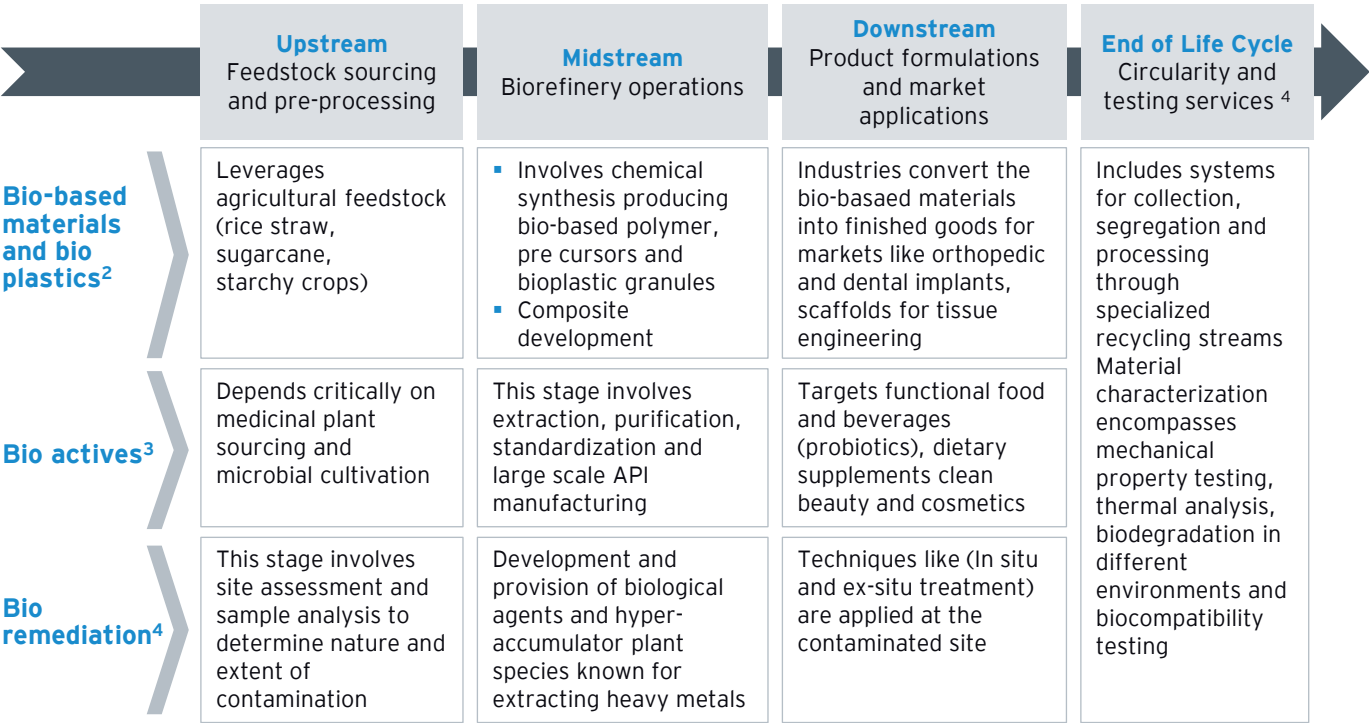 Upstream
Feedstock sourcing
and pre-processing
Midstream
Biorefinery operations
Downstream
Product formulations
and market
applications
End of Life Cycle
Circularity and
testing services 4
Bio-based
materials
and bio
plastics2
Leverages
agricultural feedstock
(rice straw,
sugarcane,
starchy crops)
▪ Involves chemical
synthesis producing
bio-based polymer,
pre cursors and
bioplastic granules
▪ Composite
development
Industries convert the
bio-basaed materials
into finished goods for
markets like orthopedic
and dental implants,
scaffolds for tissue
engineering
Includes systems
for collection,
segregation and
processing
through
specialized
recycling streams
Material
characterization
encompasses
mechanical
property testing,
thermal analysis,
biodegradation in
different
environments and
biocompatibility
testing
Bio actives3
Depends critically on
medicinal plant
sourcing and
microbial cultivation
This stage involves
extraction, purification,
standardization and
large scale API
manufacturing
Targets functional food
and beverages
(probiotics), dietary
supplements clean
beauty and cosmetics
Bio
remediation4
This stage involves
site assessment and
sample analysis to
determine nature and
extent of
contamination
Development and
provision of biological
agents and hyper-
accumulator plant
species known for
extracting heavy metals
Techniques like (In situ
and ex-situ treatment)
are applied at the
contaminated site